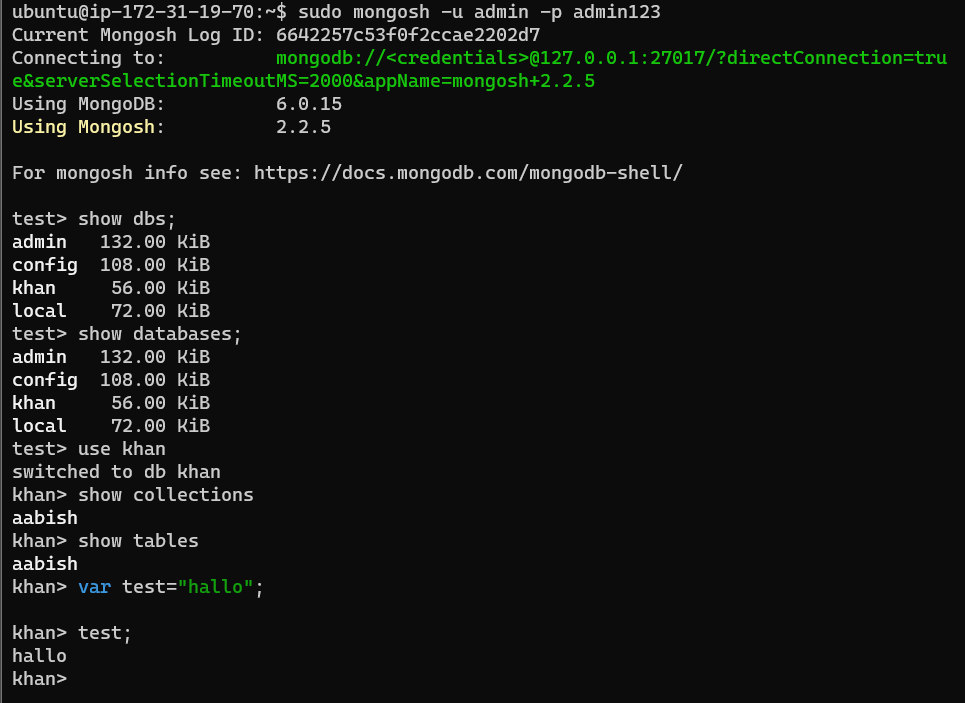 ubuntu@ip-172-31-19-70:~$ sudo mongosh -u admin -p admin123
Current Mongosh Log ID: 6642257c53f0f2ccae2202d7
Connecting to:          mongodb://<credentials>@127.0.0.1:27017/?directConnection=tru
e&serverSelectionTimeoutMS=2000&appName=mongosh+2.2.5
Using MongoDB:          6.0.15
Using Mongosh:          2.2.5

For mongosh info see: https://docs.mongodb.com/mongodb-shell/

test> show dbs;
admin   132.00 KiB
config  108.00 KiB
khan     56.00 KiB
local    72.00 KiB
test> show databases;
admin   132.00 KiB
config  108.00 KiB
khan     56.00 KiB
local    72.00 KiB
test> use khan
switched to db khan
khan> show collections
aabish
khan> show tables
aabish
khan> var test="hallo";

khan> test;
hallo
khan>